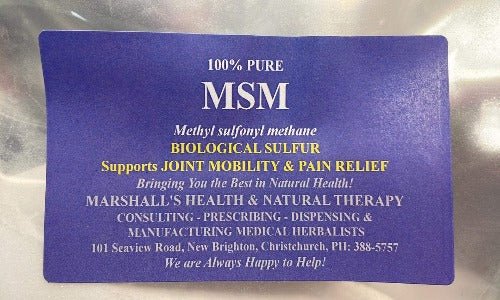 100% PURE
MSM
Methyl sulfonyl methane
BIOLOGICAL SULFUR
Supports JOINT MOBILITY & PAIN RELIEF
Bringing You the Best in Natural Health!
MARSHALL'S HEALTH & NATURAL THERAPY
CONSULTING - PRESCRIBING - DISPENSING &
MANUFACTURING MEDICAL HERBALISTS
101 Seaview Road, New Brighton, Christchurch, PH: 388-5757
We are Always Happy to Help!